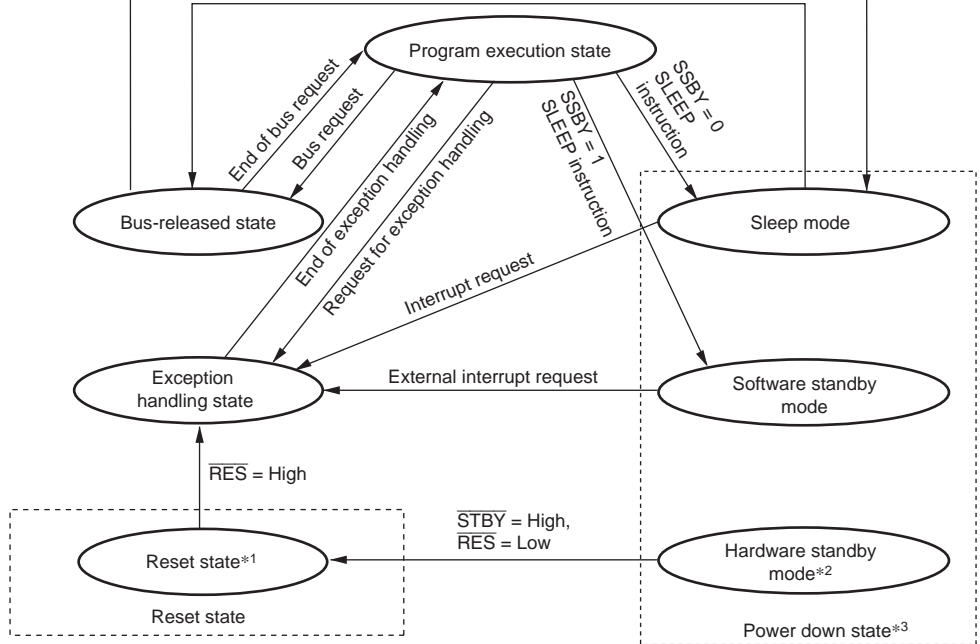 Program execution state
End of bus request
Bus request
End of exception handling
Request for exception handling
SSBY = 1
SLEEP instruction
SSBY = 0
SLEEP
instruction
Bus-released state
Sleep mode
Interrupt request
Exception
handling state
External interrupt request
Software standby
mode
R̅E̅S̅ = High
S̅T̅B̅Y̅ = High,
R̅E̅S̅ = Low
Reset state*1
Hardware standby
mode*2
Reset state
Power down state*3